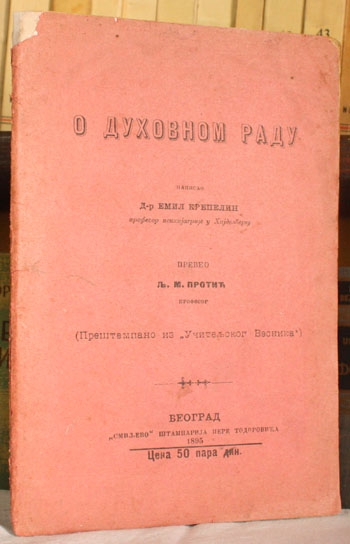 43
О ДУХОВНОМ РАДУ
НАПИСАО
Д-р ЕМИЛ КРЕПЕЛИН
професор психијатрије у Хајделбергу
ПРЕВЕО
Љ. М. ПРОТИЋ
ПРОФЕСОР
(Прештампано из „Учитељског Весника")
БЕОГРАД
„СМИЉЕВО" ШТАМПАРИЈА ПЕРЕ ТОДОРОВИЋА
1895
Цена 50 пара дин.